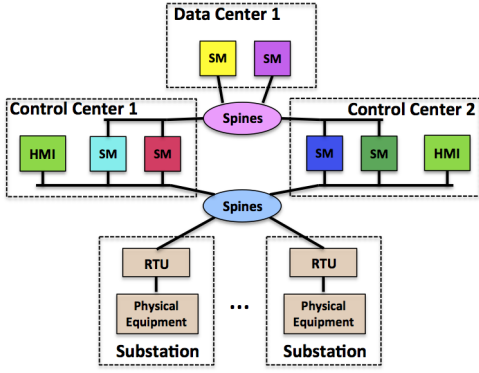 Data Center 1
SM
SM
Control Center 1
Spines
Control Center 2
HMI
SM
SM
SM
SM
HMI
Spines
RTU
RTU
Physical
Equipment
...
Physical
Equipment
Substation
Substation